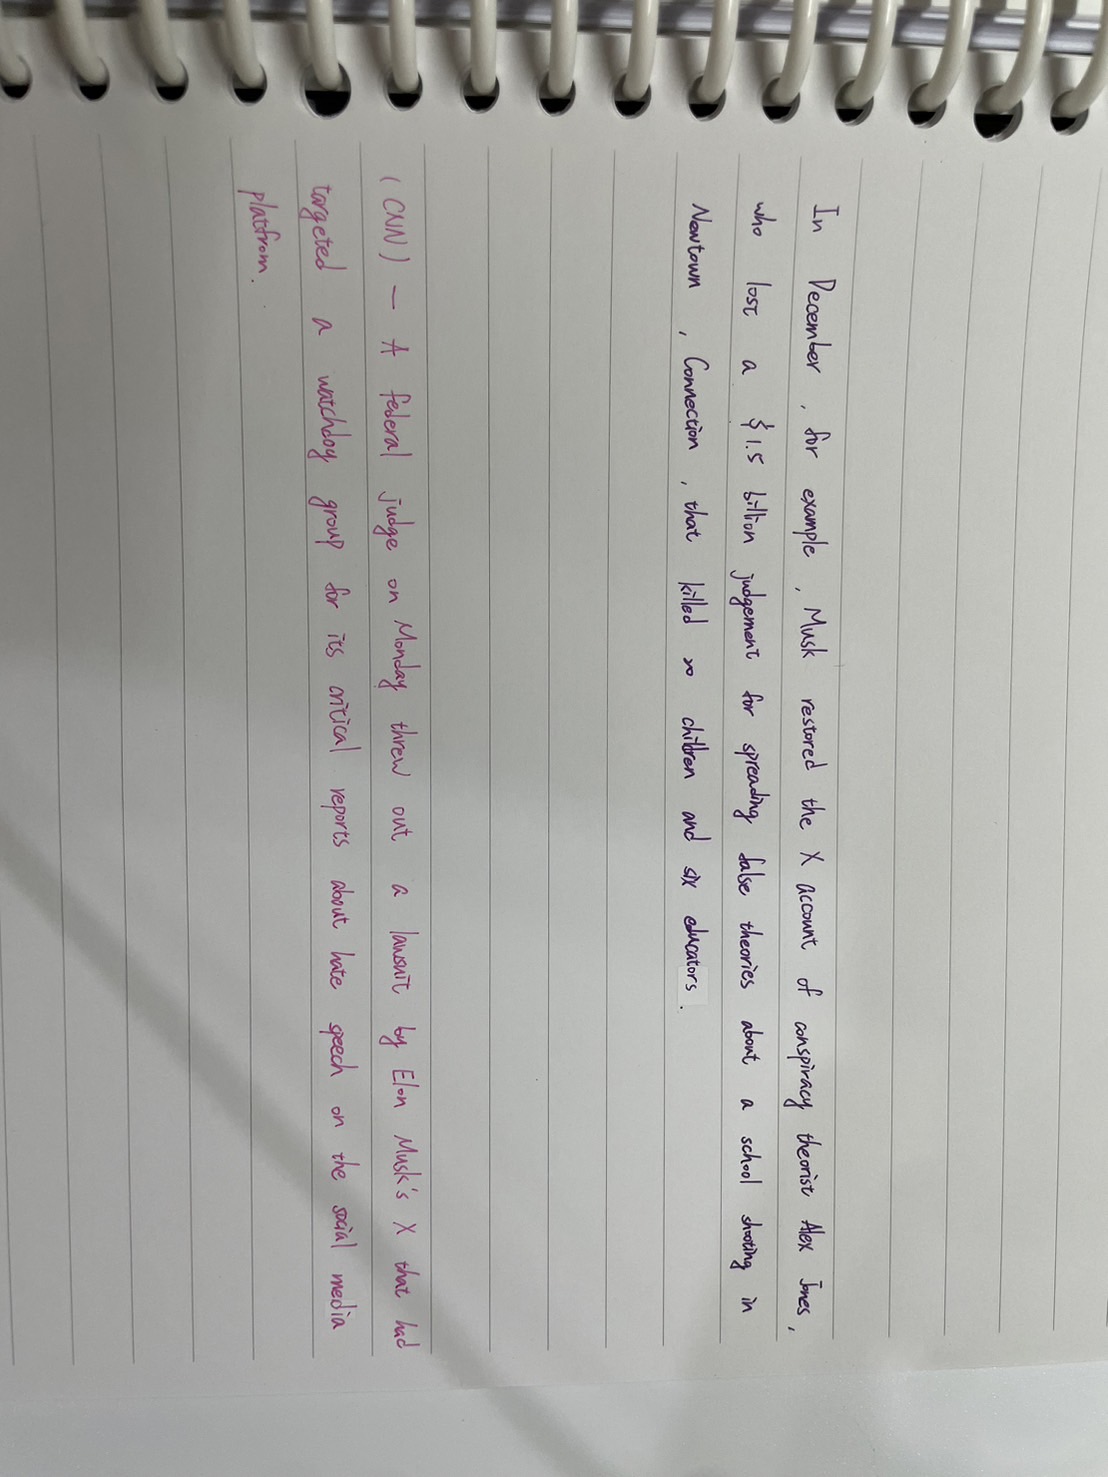 In December, for example, Musk restored the X account of conspiracy theorist Alex Jones,
who lost a $1.5 billion judgement for spreading false theories about a school shooting in
Newtown, Connection, that killed 20 children and six educators.
(CNN) — A federal judge on Monday threw out a lawsuit by Elon Musk's X that had
targeted a watchdog group for its critical reports about hate speech on the social media
platfrom.